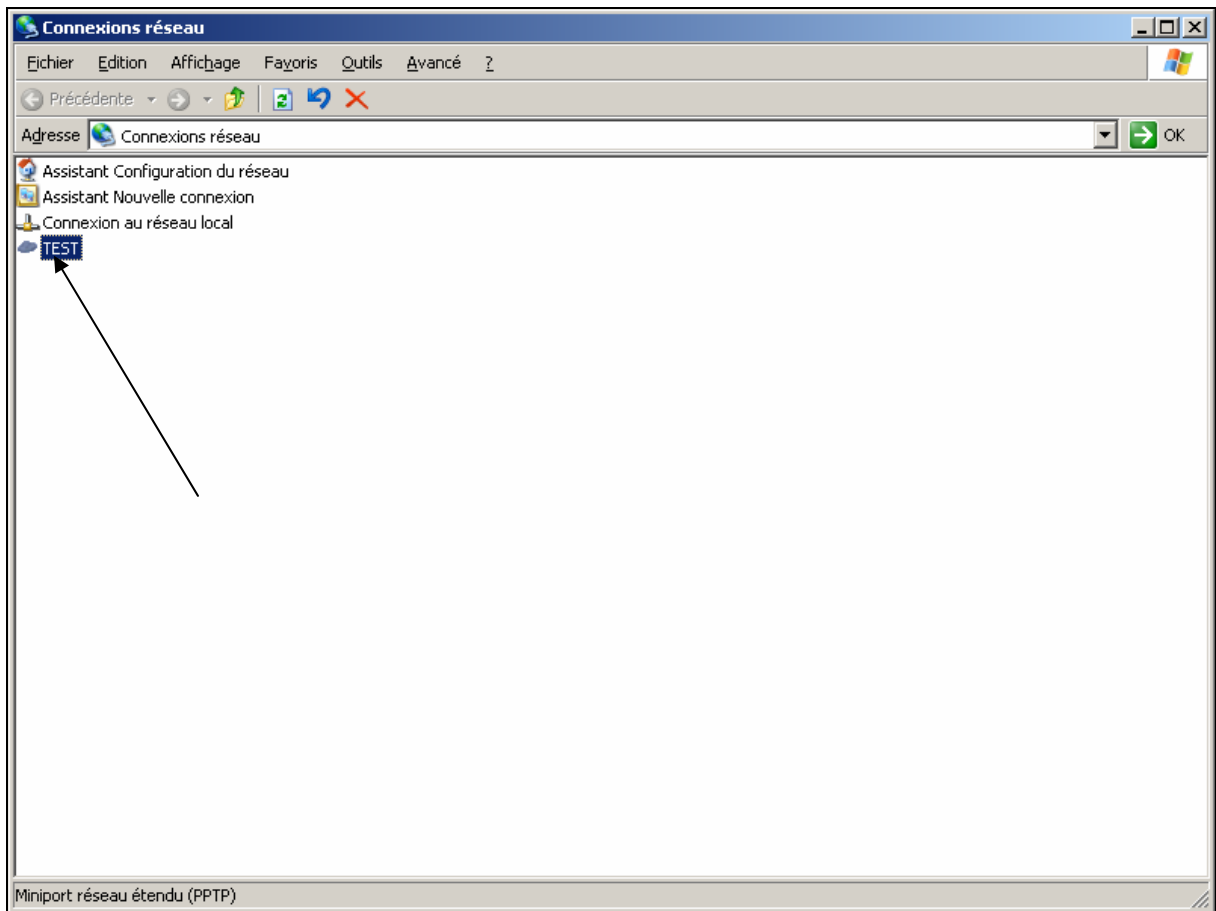 Connexions réseau
Fichier Edition Affichage Favoris Outils Avancé ?
Précédente
Adresse Connexions réseau OK
Assistant Configuration du réseau
Assistant Nouvelle connexion
Connexion au réseau local
TEST
Miniport réseau étendu (PPTP)